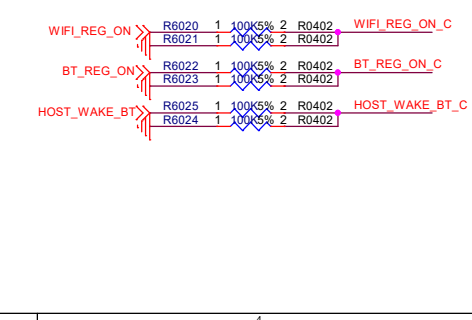 WIFI_REG_ON R6020 1 100K5% 2 R0402 WIFI_REG_ON_C
R6021 1 100K5% 2 R0402
BT_REG_ON R6022 1 100K5% 2 R0402 BT_REG_ON_C
R6023 1 100K5% 2 R0402
HOST_WAKE_BT R6025 1 100K5% 2 R0402 HOST_WAKE_BT_C
R6024 1 100K5% 2 R0402